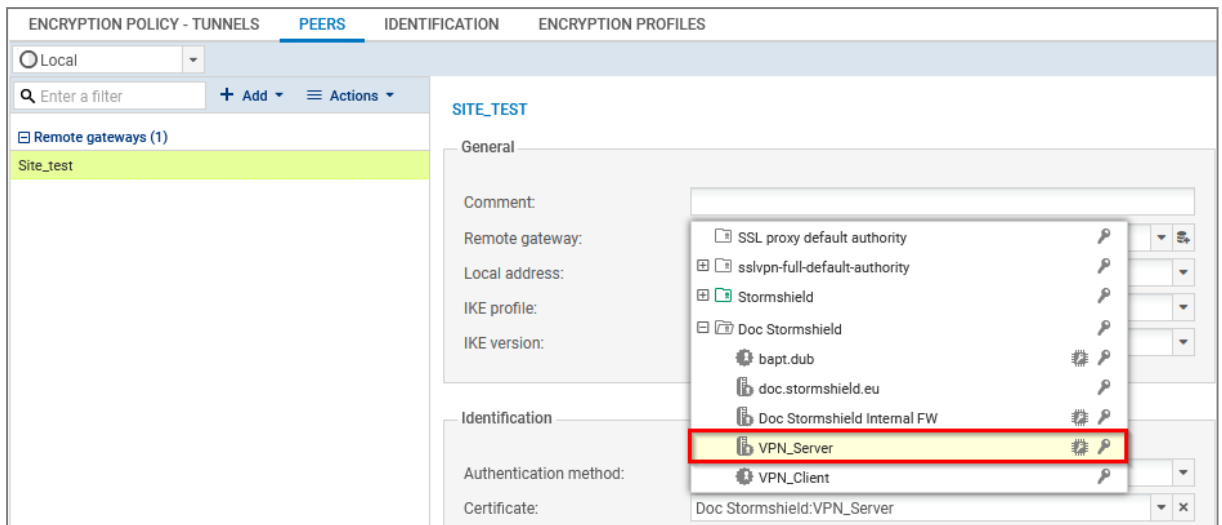 ENCRYPTION POLICY - TUNNELS PEERS IDENTIFICATION ENCRYPTION PROFILES
Local
Enter a filter + Add Actions
Remote gateways (1)
Site_test
SITE_TEST
General
Comment:
Remote gateway:
Local address:
IKE profile:
IKE version:
SSL proxy default authority
sslvpn-full-default-authority
Stormshield
Doc Stormshield
bapt.dub
doc.stormshield.eu
Doc Stormshield Internal FW
VPN_Server
VPN_Client
Identification
Authentication method:
Certificate: Doc Stormshield:VPN_Server